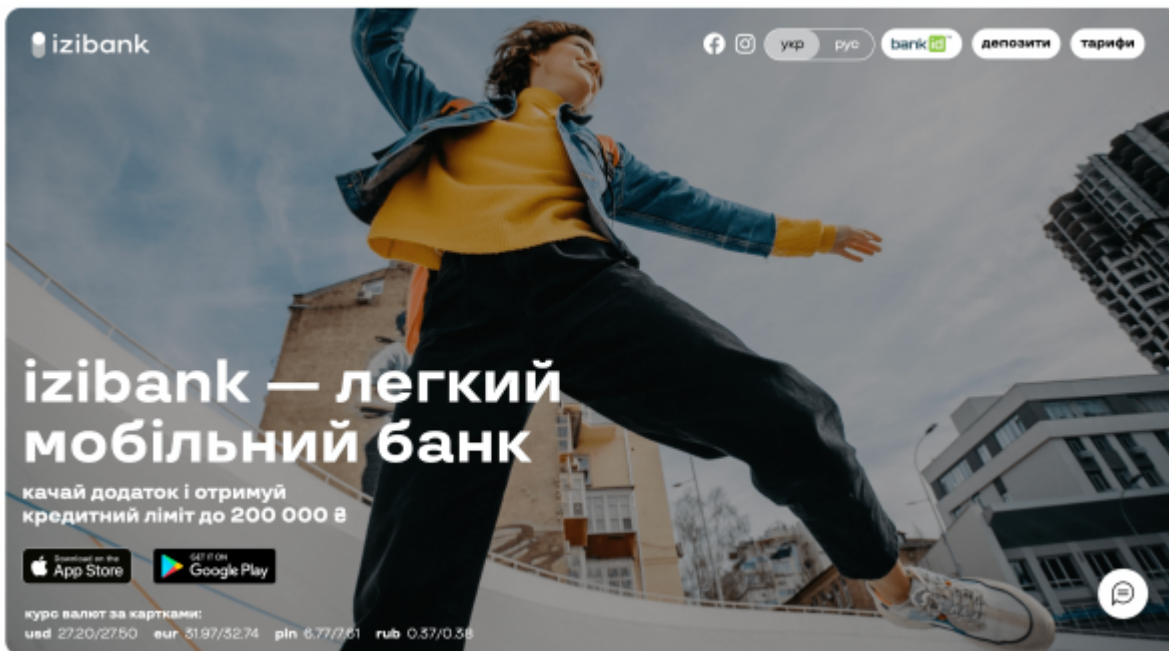 izibank
укр рус bank id™ депозити тарифи
izibank — легкий
мобільний банк
качай додаток і отримуй
кредитний ліміт до 200 000 ₴
Download on the
App Store
GET IT ON
Google Play
курс валют за картками:
usd 27.20/27.50 eur 31.97/32.74 pln 6.77/7.61 rub 0.37/0.38